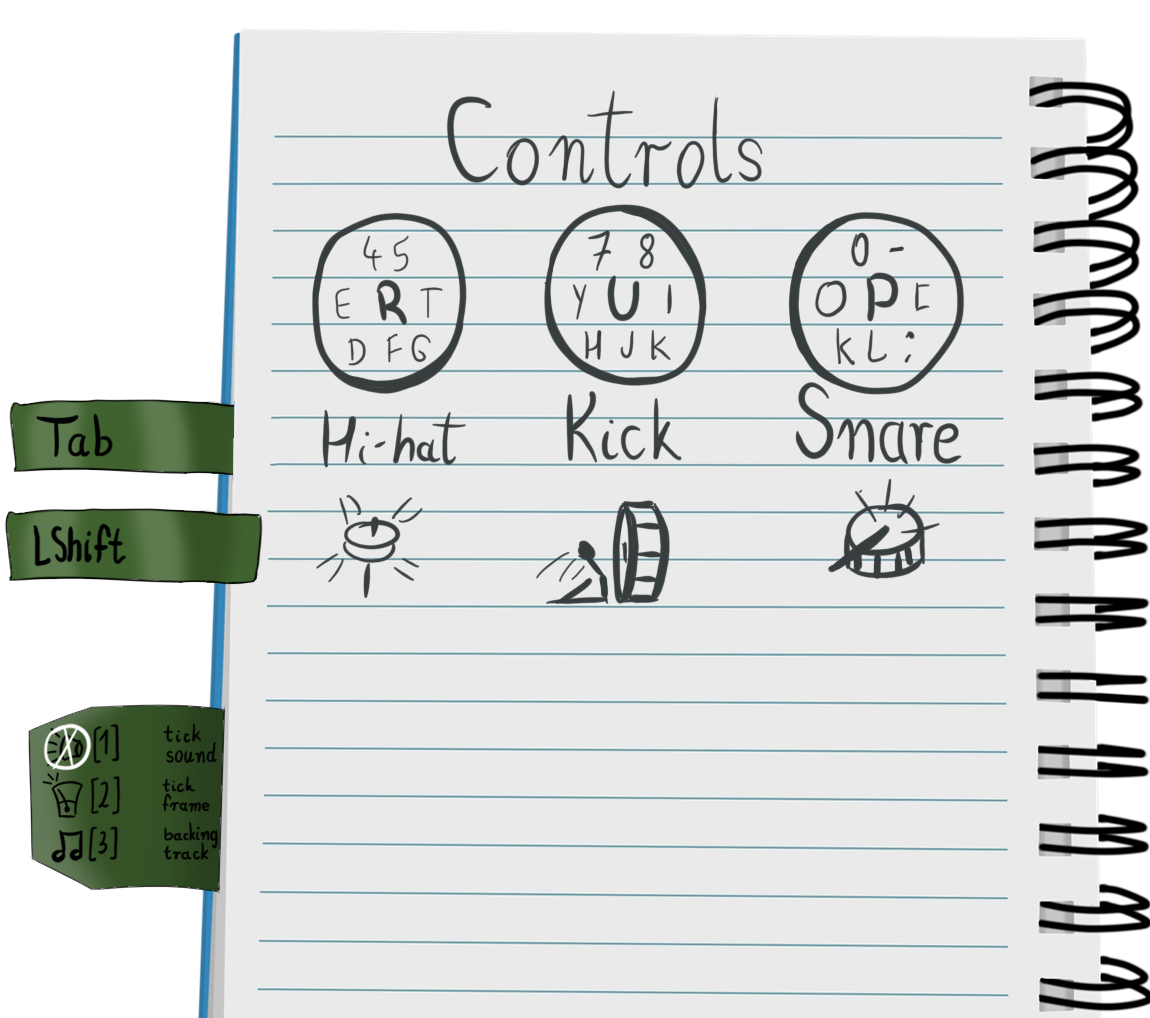 Controls
4 5
E R T
D F G
7 8
Y U I
H J K
0 -
O P [
K L ;
Hi-hat Kick Snare
Tab
LShift
[1] tick sound
[2] tick frame
[3] backing track